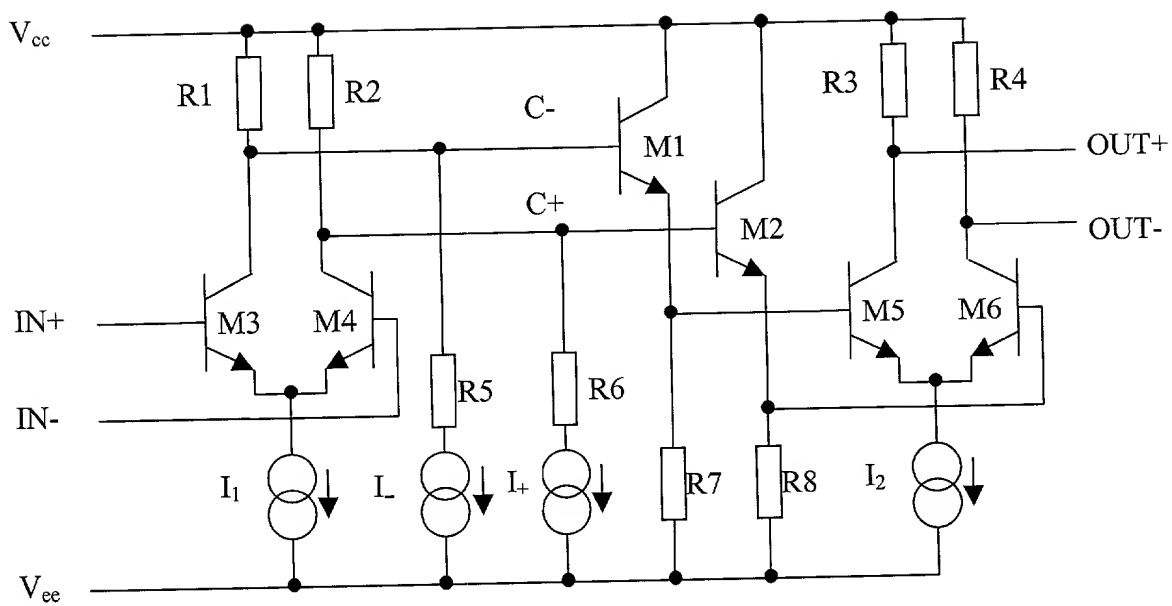 Vcc
R1
R2
C-
M1
R3
R4
OUT+
C+
M2
OUT-
IN+
M3
M4
M5
M6
IN-
R5
R6
I1
I-
I+
R7
R8
I2
Vee